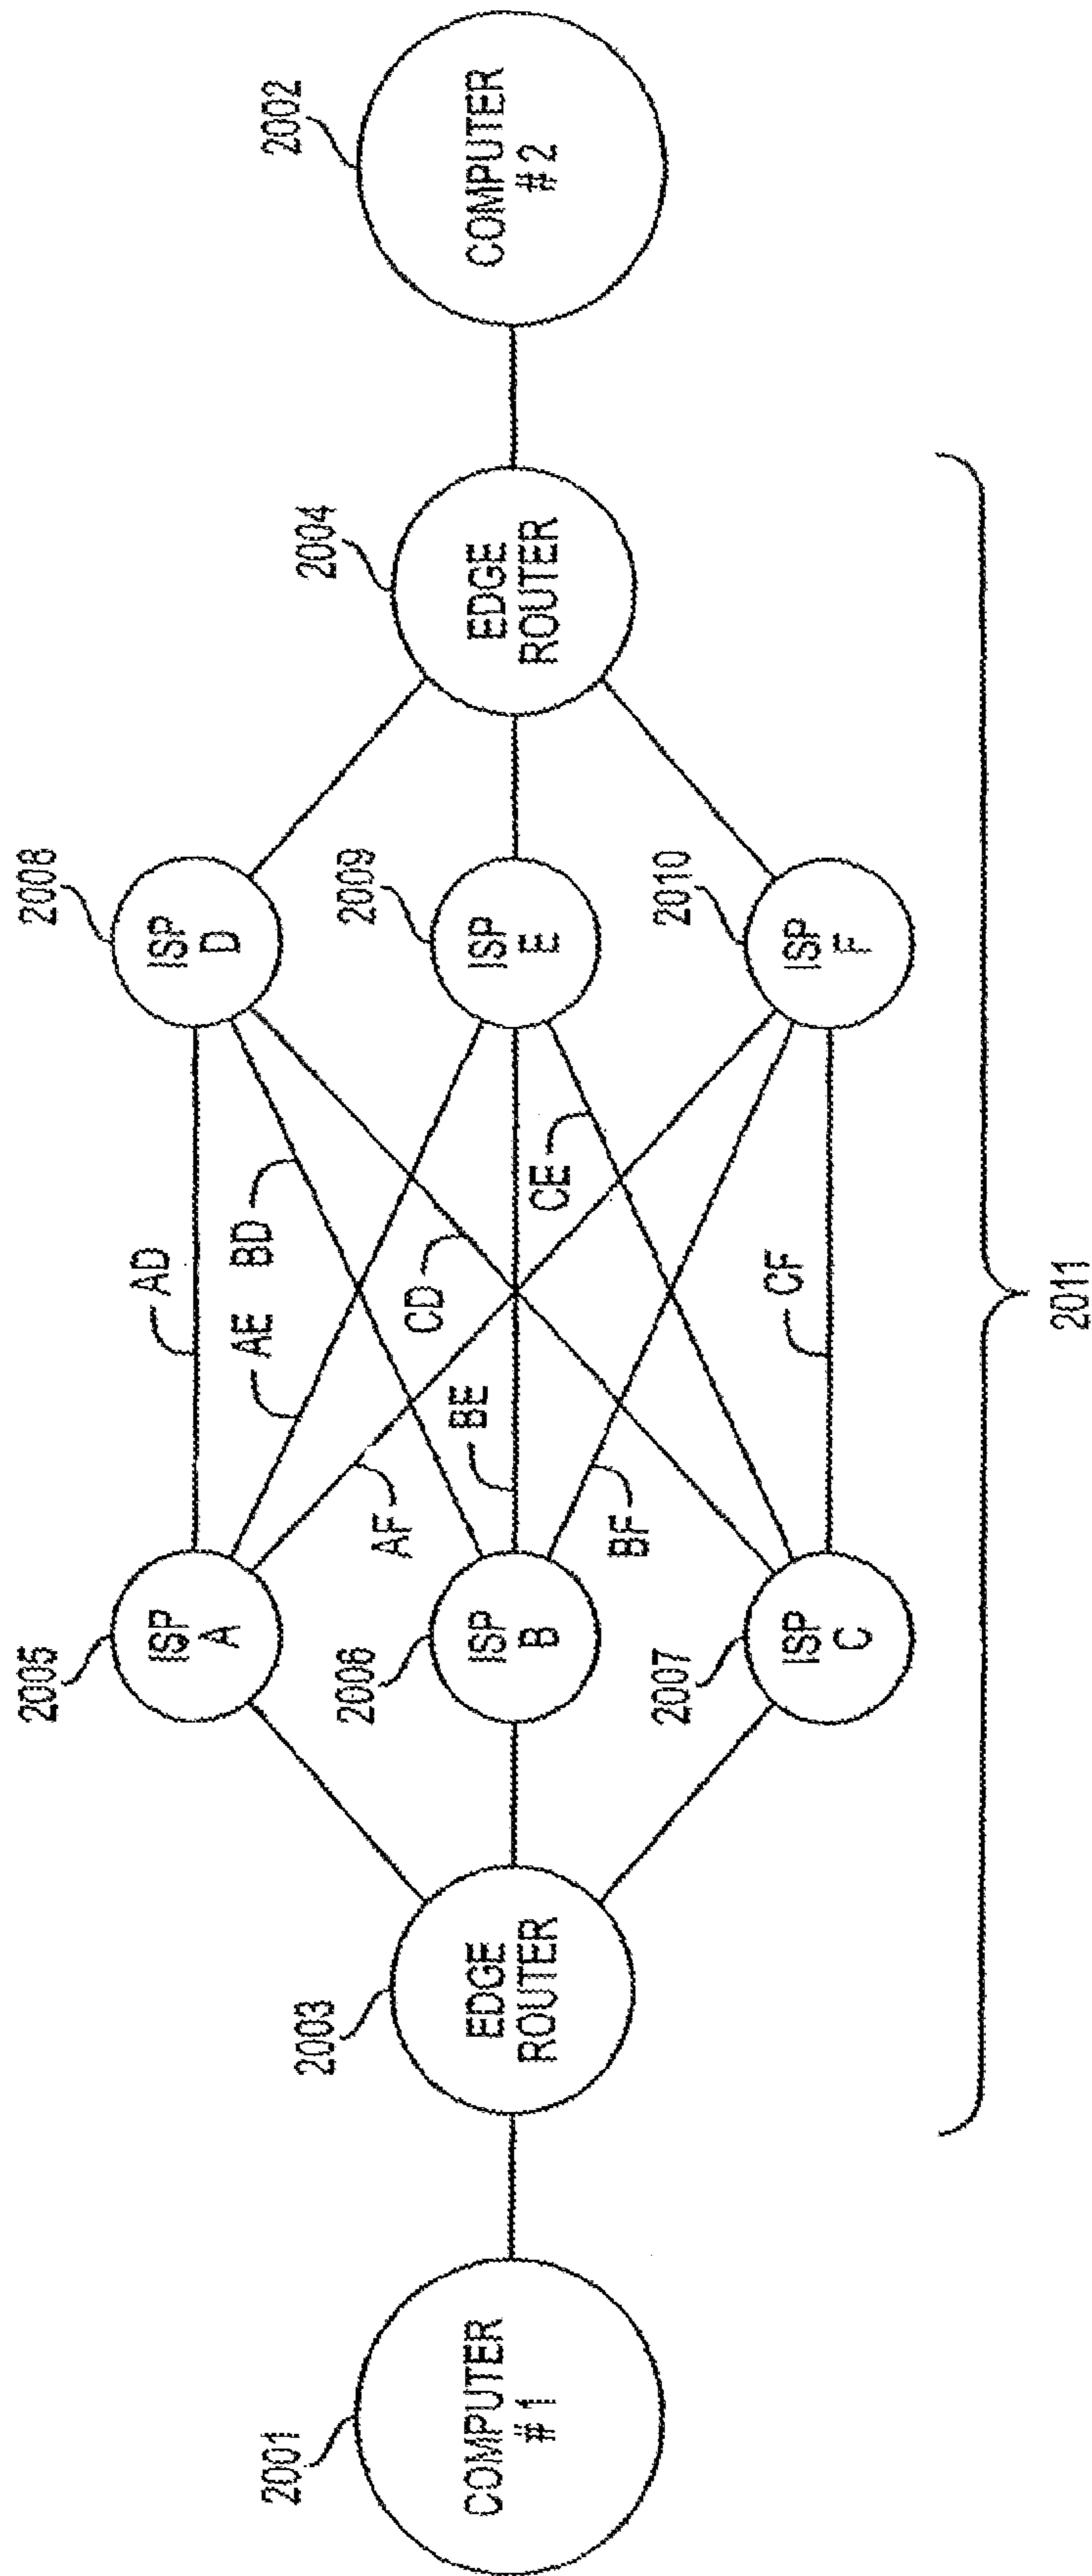 2001
COMPUTER
#1
2003
EDGE
ROUTER
2005
ISP
A
2006
ISP
B
2007
ISP
C
AD
AE
BD
AF
CD
BE
CE
BF
CF
2008
ISP
D
2009
ISP
E
2010
ISP
F
2004
EDGE
ROUTER
2002
COMPUTER
#2
2011